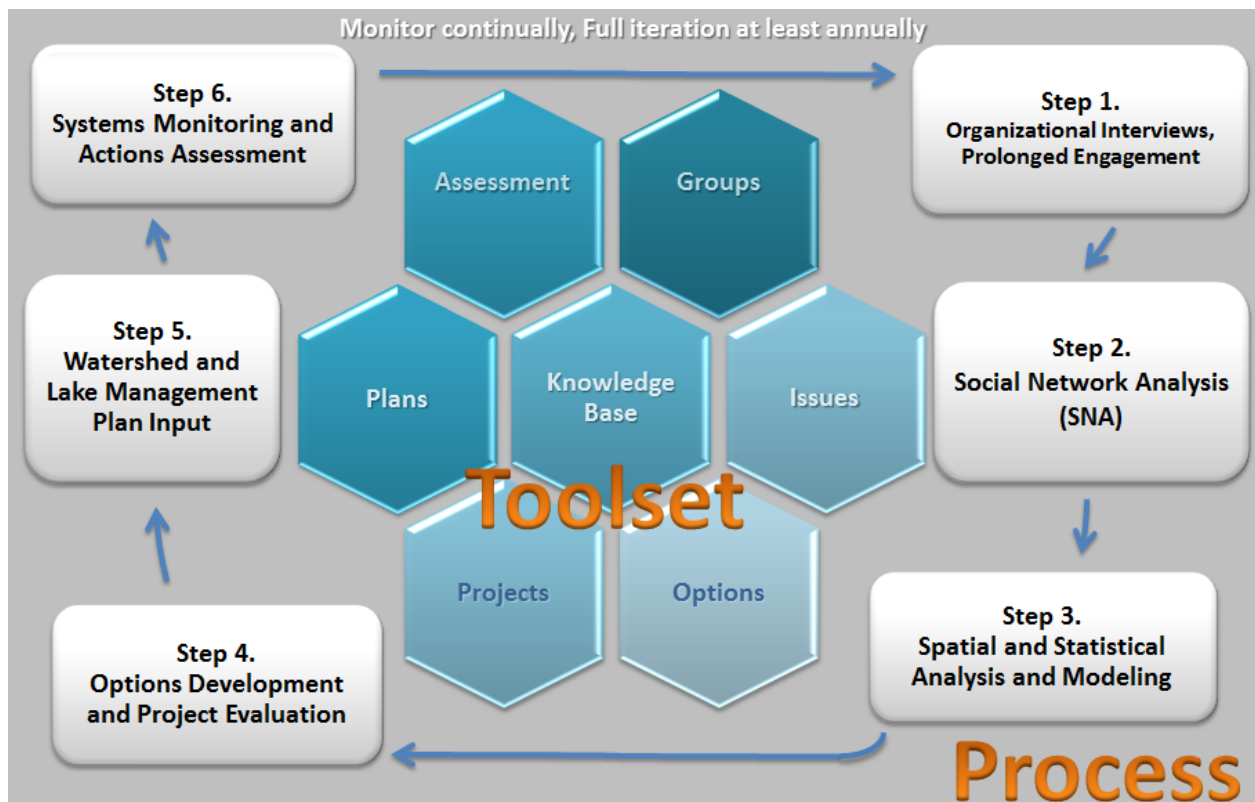 Monitor continually, Full iteration at least annually
Step 6.
Systems Monitoring and
Actions Assessment
Step 1.
Organizational Interviews,
Prolonged Engagement
Assessment
Groups
Step 5.
Watershed and
Lake Management
Plan Input
Plans
Knowledge
Base
Issues
Step 2.
Social Network Analysis
(SNA)
Toolset
Projects
Options
Step 4.
Options Development
and Project Evaluation
Step 3.
Spatial and Statistical
Analysis and Modeling
Process